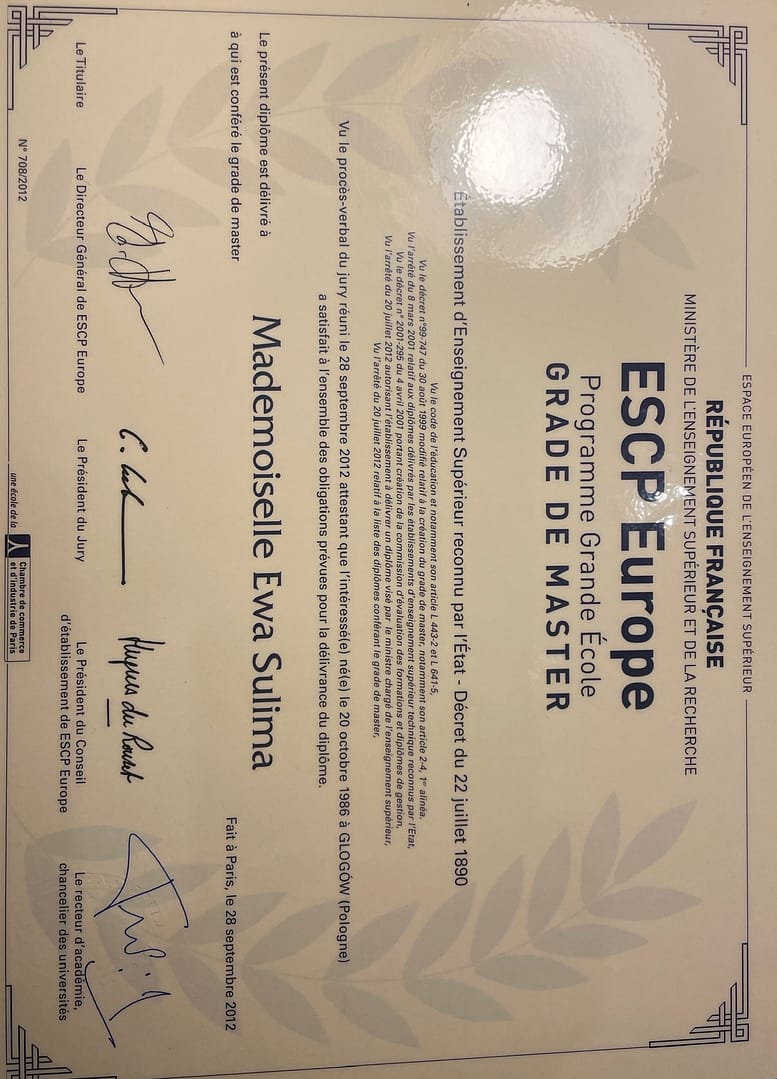 ESPACE EUROPÉEN DE L'ENSEIGNEMENT SUPÉRIEUR
RÉPUBLIQUE FRANÇAISE
MINISTÈRE DE L'ENSEIGNEMENT SUPÉRIEUR ET DE LA RECHERCHE
ESCP Europe
Programme Grande École
GRADE DE MASTER
Établissement d'Enseignement Supérieur reconnu par l'État - Décret du 22 juillet 1890
Vu le code de l'éducation et notamment son article L 443-2 et L 641-5,
Vu le décret n°99-747 du 30 août 1999 modifié relatif à la création du grade de master, notamment son article 2-4, 1er alinéa.
Vu l'arrêté du 8 mars 2001 relatif aux diplômes délivrés par les établissements d'enseignement supérieur technique reconnus par l'État,
Vu le décret n° 2001-295 du 4 avril 2001 portant création de la commission d'évaluation des formations et diplômes de gestion,
Vu l'arrêté du 20 juillet 2012 autorisant l'établissement à délivrer un diplôme visé par le ministre chargé de l'enseignement supérieur,
Vu l'arrêté du 20 juillet 2012 relatif à la liste des diplômes conférant le grade de master,
Vu le procès-verbal du jury réuni le 28 septembre 2012 attestant que l'intéressé(e) né(e) le 20 octobre 1986 à GLOGÓW (Pologne)
a satisfait à l'ensemble des obligations prévues pour la délivrance du diplôme.
Le présent diplôme est délivré à
Mademoiselle Ewa Sulima
à qui est conféré le grade de master
Fait à Paris, le 28 septembre 2012
Le Titulaire
Le Directeur Général de ESCP Europe
Le Président du Jury
Le Président du Conseil
d'établissement de ESCP Europe
Le recteur d'académie,
chancelier des universités
N° 708/2012
une école de la
Chambre de commerce
et d'industrie de Paris